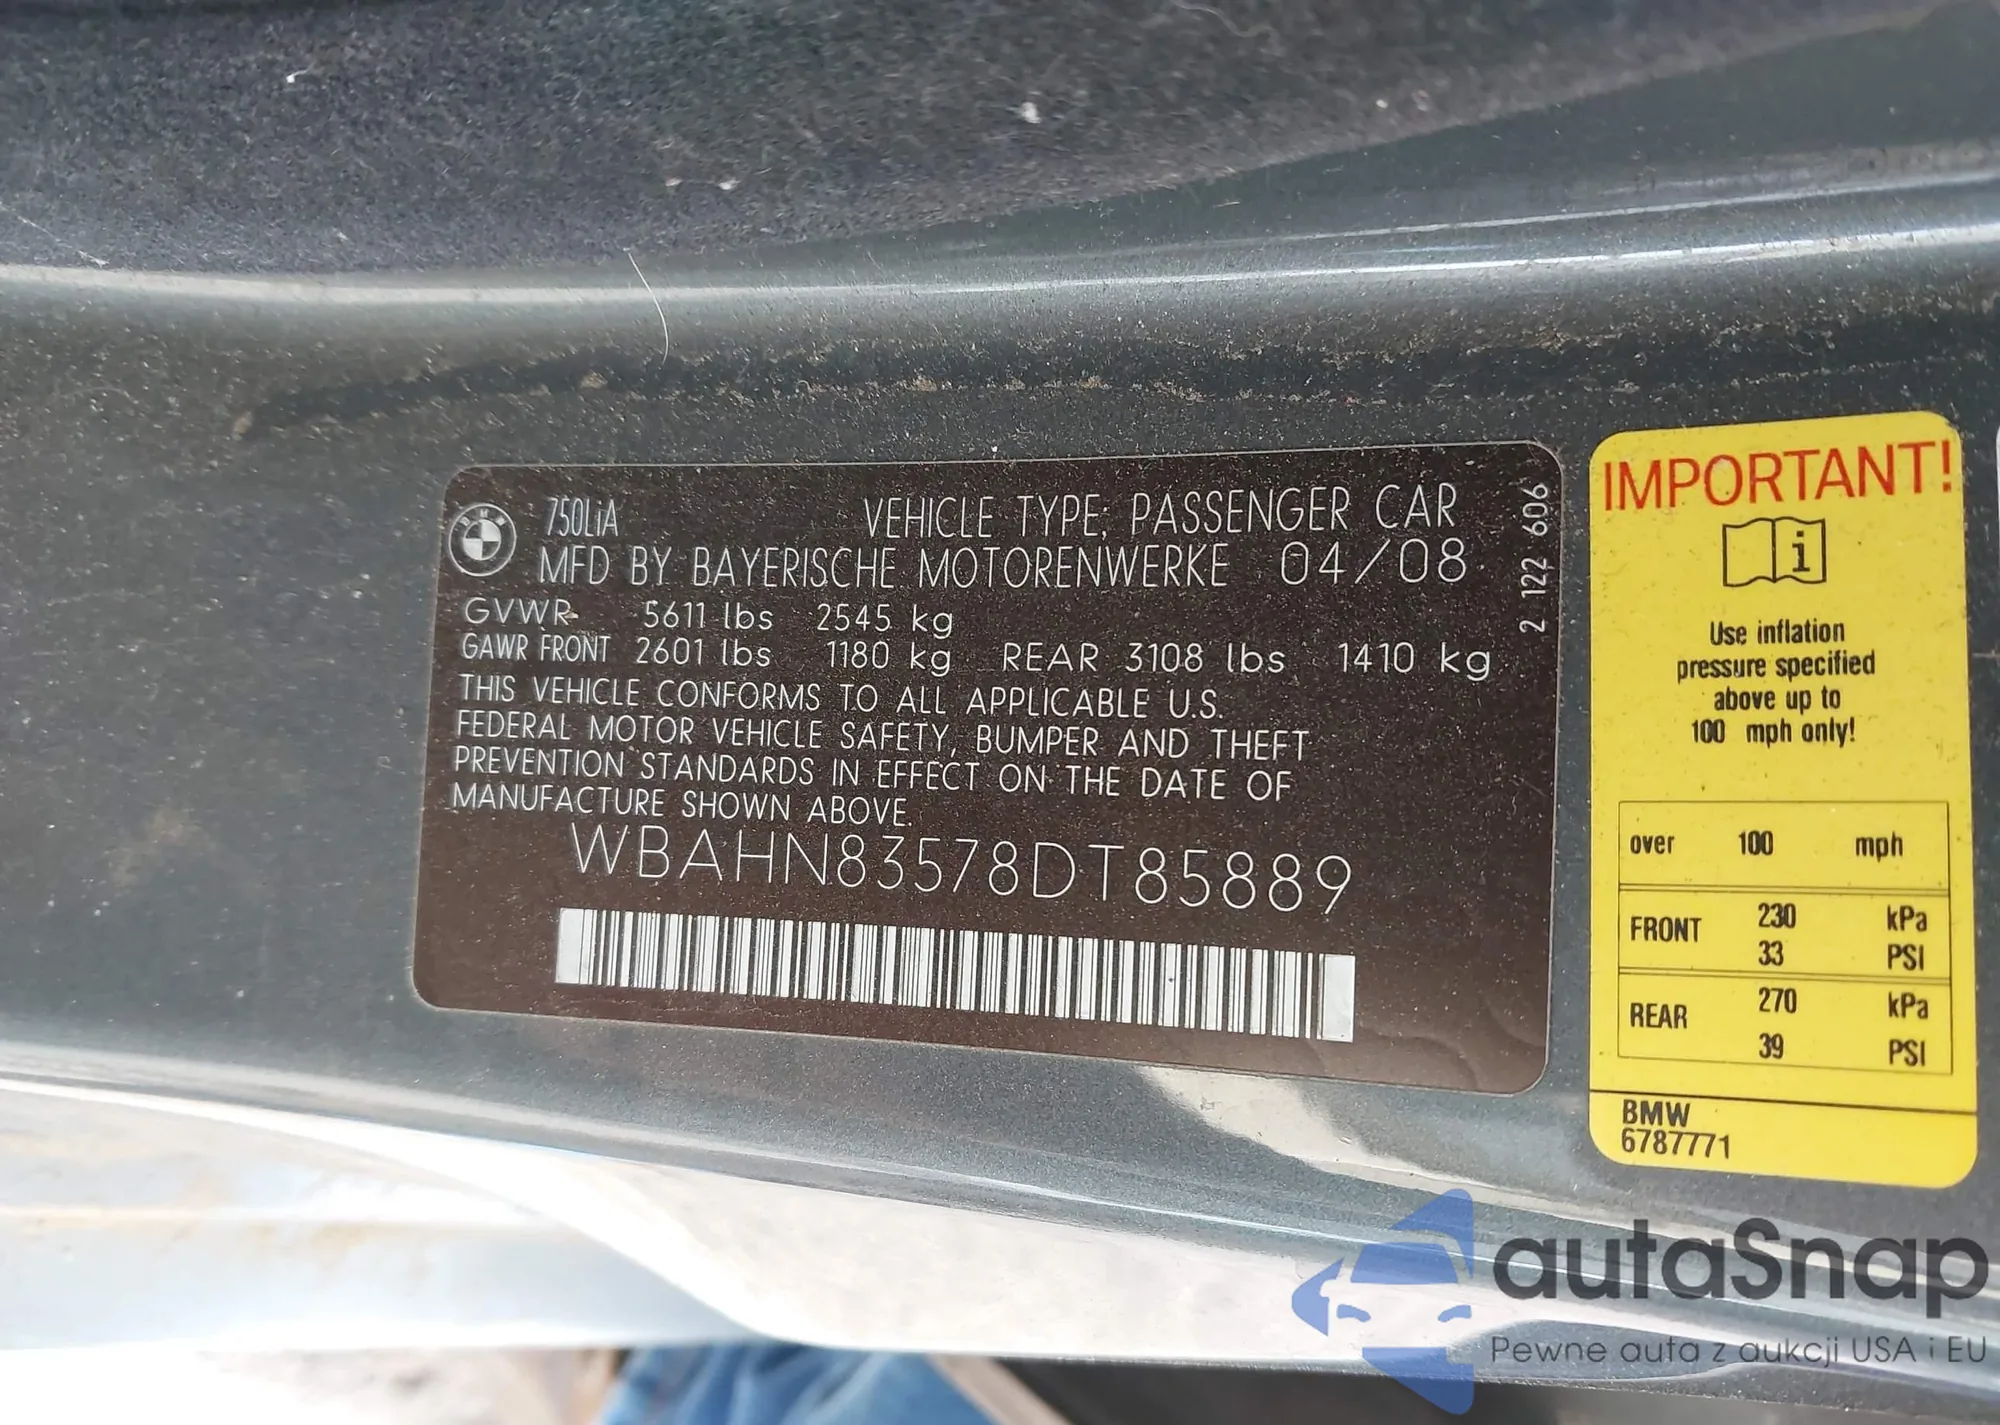 750LiA VEHICLE TYPE; PASSENGER CAR
MFD BY BAYERISCHE MOTORENWERKE 04/08
GVWR 5611 lbs 2545 kg
GAWR FRONT 2601 lbs 1180 kg REAR 3108 lbs 1410 kg
THIS VEHICLE CONFORMS TO ALL APPLICABLE U.S.
FEDERAL MOTOR VEHICLE SAFETY, BUMPER AND THEFT
PREVENTION STANDARDS IN EFFECT ON THE DATE OF
MANUFACTURE SHOWN ABOVE.
WBAHN83578DT85889
2 122 606
IMPORTANT!
i
Use inflation
pressure specified
above up to
100 mph only!
over 100 mph
FRONT 230 kPa
33 PSI
REAR 270 kPa
39 PSI
BMW
6787771
autaSnap
Pewne auta z aukcji USA i EU